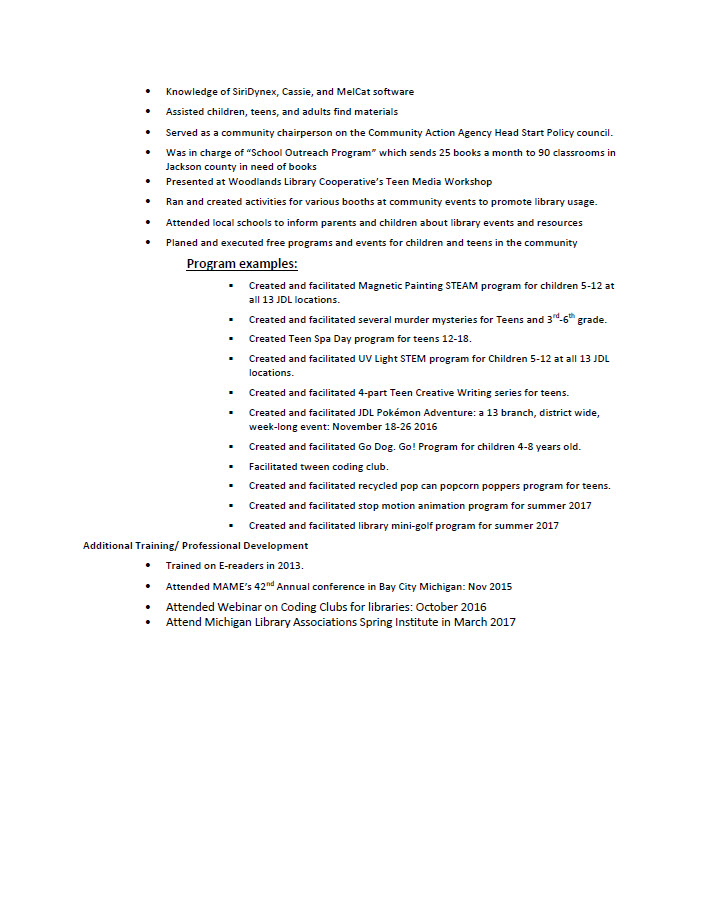 • Knowledge of SiriDynex, Cassie, and MelCat software
• Assisted children, teens, and adults find materials
• Served as a community chairperson on the Community Action Agency Head Start Policy council.
• Was in charge of “School Outreach Program” which sends 25 books a month to 90 classrooms in
Jackson county in need of books
• Presented at Woodlands Library Cooperative’s Teen Media Workshop
• Ran and created activities for various booths at community events to promote library usage.
• Attended local schools to inform parents and children about library events and resources
• Planed and executed free programs and events for children and teens in the community
Program examples:
▪ Created and facilitated Magnetic Painting STEAM program for children 5-12 at
all 13 JDL locations.
▪ Created and facilitated several murder mysteries for Teens and 3rd-6th grade.
▪ Created Teen Spa Day program for teens 12-18.
▪ Created and facilitated UV Light STEM program for Children 5-12 at all 13 JDL
locations.
▪ Created and facilitated 4-part Teen Creative Writing series for teens.
▪ Created and facilitated JDL Pokémon Adventure: a 13 branch, district wide,
week-long event: November 18-26 2016
▪ Created and facilitated Go Dog. Go! Program for children 4-8 years old.
▪ Facilitated tween coding club.
▪ Created and facilitated recycled pop can popcorn poppers program for teens.
▪ Created and facilitated stop motion animation program for summer 2017
▪ Created and facilitated library mini-golf program for summer 2017
Additional Training/ Professional Development
• Trained on E-readers in 2013.
• Attended MAME’s 42nd Annual conference in Bay City Michigan: Nov 2015
• Attended Webinar on Coding Clubs for libraries: October 2016
• Attend Michigan Library Associations Spring Institute in March 2017